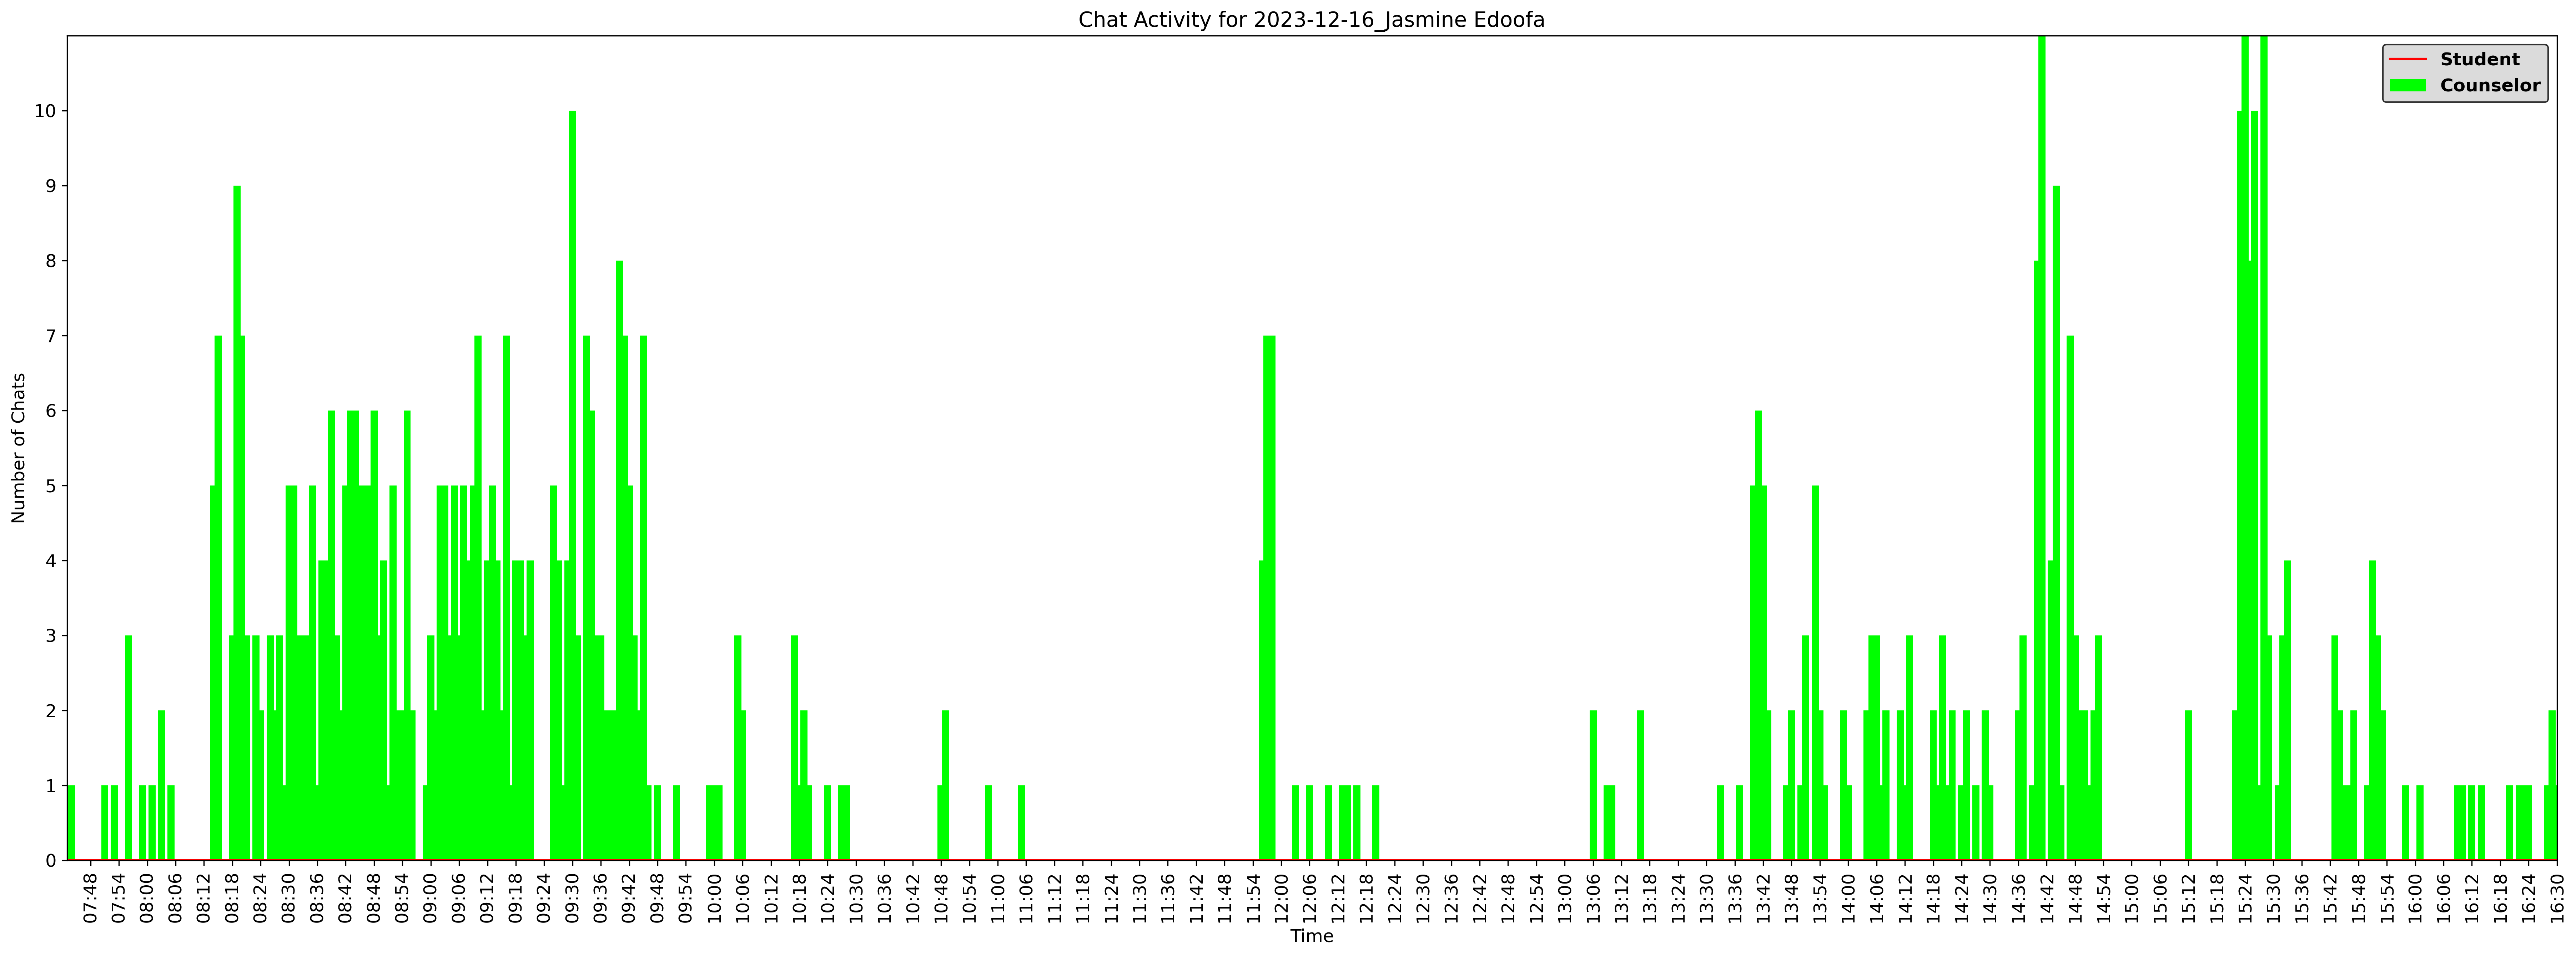 Chat Activity for 2023-12-16_Jasmine Edoofa
Student
Counselor
Number of Chats
10
9
8
7
6
5
4
3
2
1
0
07:48 07:54 08:00 08:06 08:12 08:18 08:24 08:30 08:36 08:42 08:48 08:54 09:00 09:06 09:12 09:18 09:24 09:30 09:36 09:42 09:48 09:54 10:00 10:06 10:12 10:18 10:24 10:30 10:36 10:42 10:48 10:54 11:00 11:06 11:12 11:18 11:24 11:30 11:36 11:42 11:48 11:54 12:00 12:06 12:12 12:18 12:24 12:30 12:36 12:42 12:48 12:54 13:00 13:06 13:12 13:18 13:24 13:30 13:36 13:42 13:48 13:54 14:00 14:06 14:12 14:18 14:24 14:30 14:36 14:42 14:48 14:54 15:00 15:06 15:12 15:18 15:24 15:30 15:36 15:42 15:48 15:54 16:00 16:06 16:12 16:18 16:24 16:30
Time